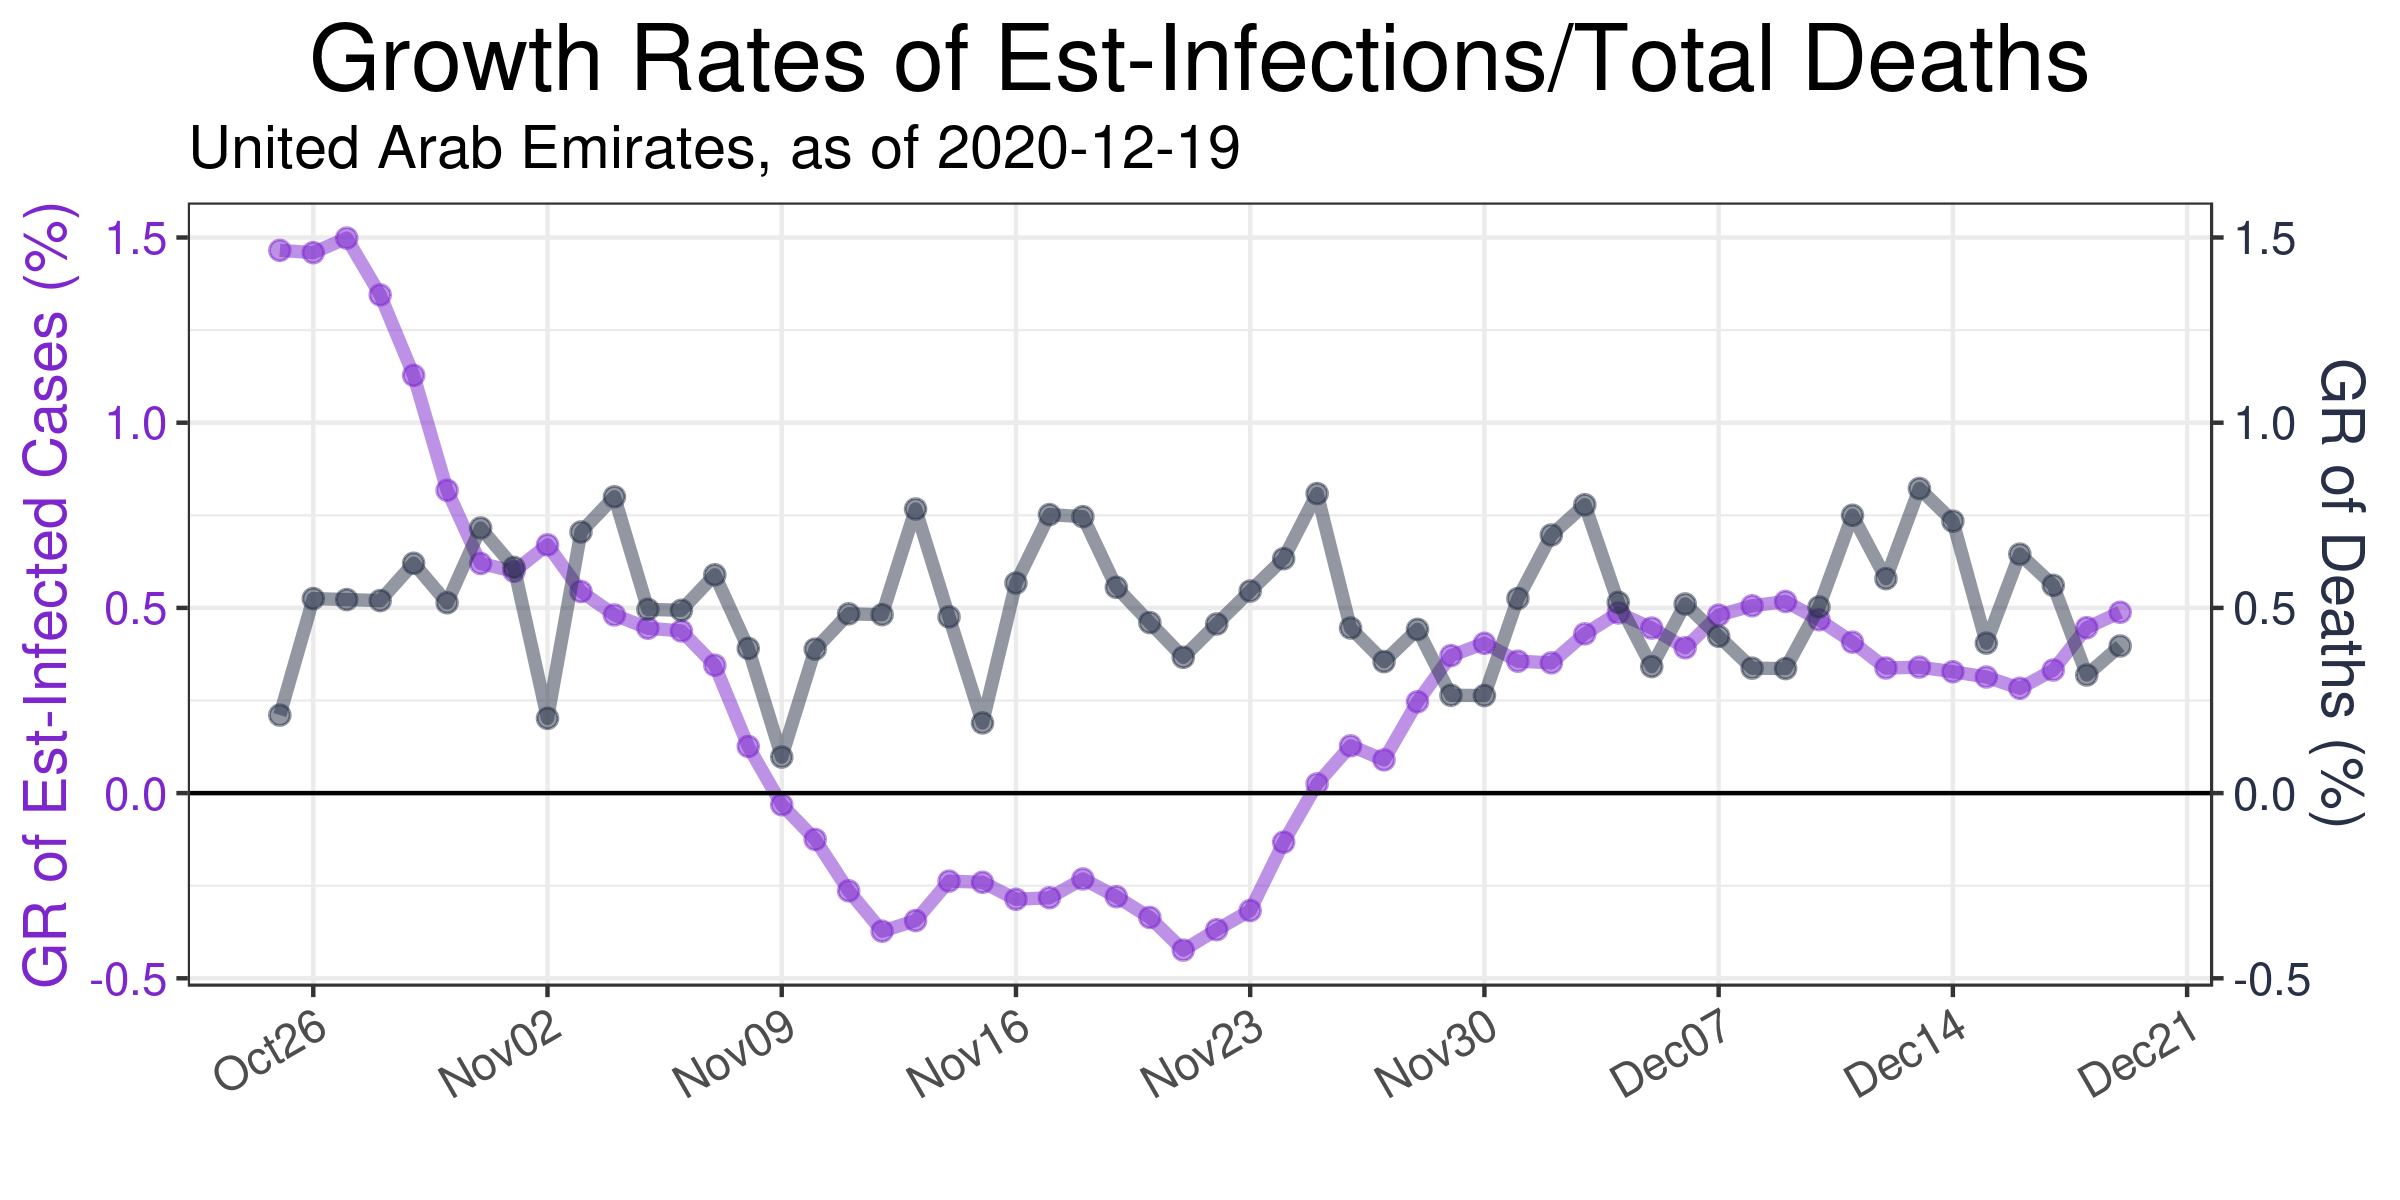 Growth Rates of Est-Infections/Total Deaths
United Arab Emirates, as of 2020-12-19
GR of Est-Infected Cases (%)
1.5
1.0
0.5
0.0
-0.5
1.5
1.0
0.5
0.0
-0.5
GR of Deaths (%)
Oct26
Nov02
Nov09
Nov16
Nov23
Nov30
Dec07
Dec14
Dec21